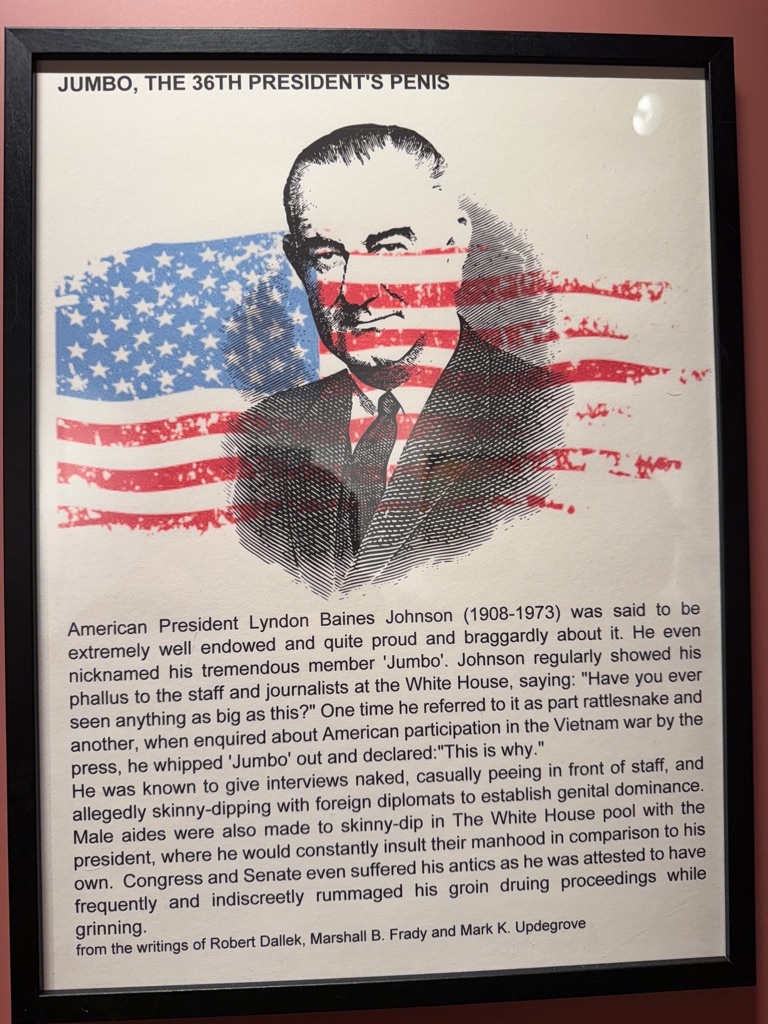 JUMBO, THE 36TH PRESIDENT'S PENIS
American President Lyndon Baines Johnson (1908-1973) was said to be
extremely well endowed and quite proud and braggardly about it. He even
nicknamed his tremendous member 'Jumbo'. Johnson regularly showed his
phallus to the staff and journalists at the White House, saying: "Have you ever
seen anything as big as this?" One time he referred to it as part rattlesnake and
another, when enquired about American participation in the Vietnam war by the
press, he whipped 'Jumbo' out and declared:"This is why."
He was known to give interviews naked, casually peeing in front of staff, and
allegedly skinny-dipping with foreign diplomats to establish genital dominance.
Male aides were also made to skinny-dip in The White House pool with the
president, where he would constantly insult their manhood in comparison to his
own. Congress and Senate even suffered his antics as he was attested to have
frequently and indiscreetly rummaged his groin druing proceedings while
grinning.
from the writings of Robert Dallek, Marshall B. Frady and Mark K. Updegrove